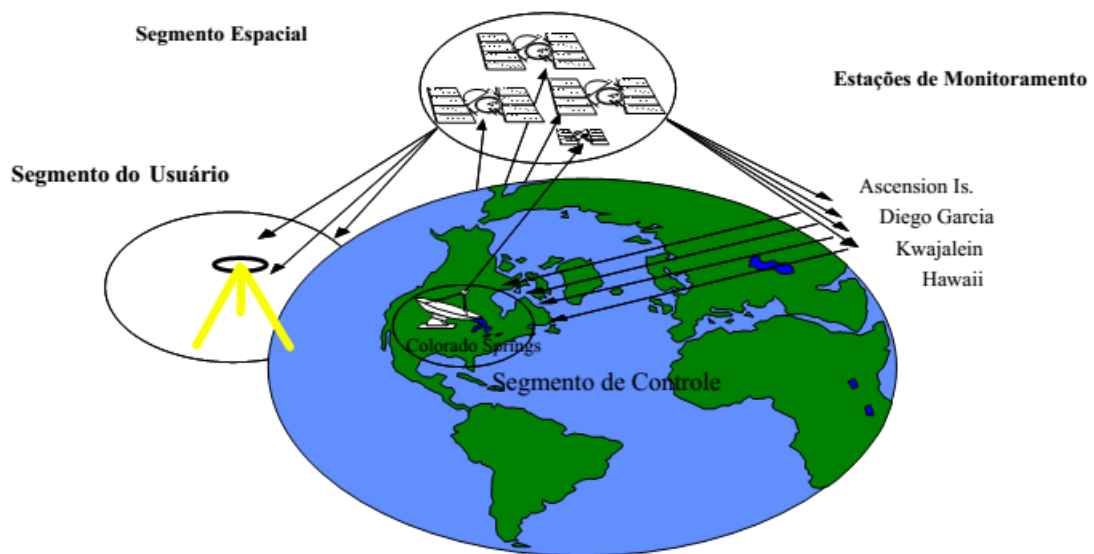 Segmento Espacial
Estações de Monitoramento
Segmento do Usuário
Ascension Is.
Diego Garcia
Kwajalein
Hawaii
Colorado Springs
Segmento de Controle